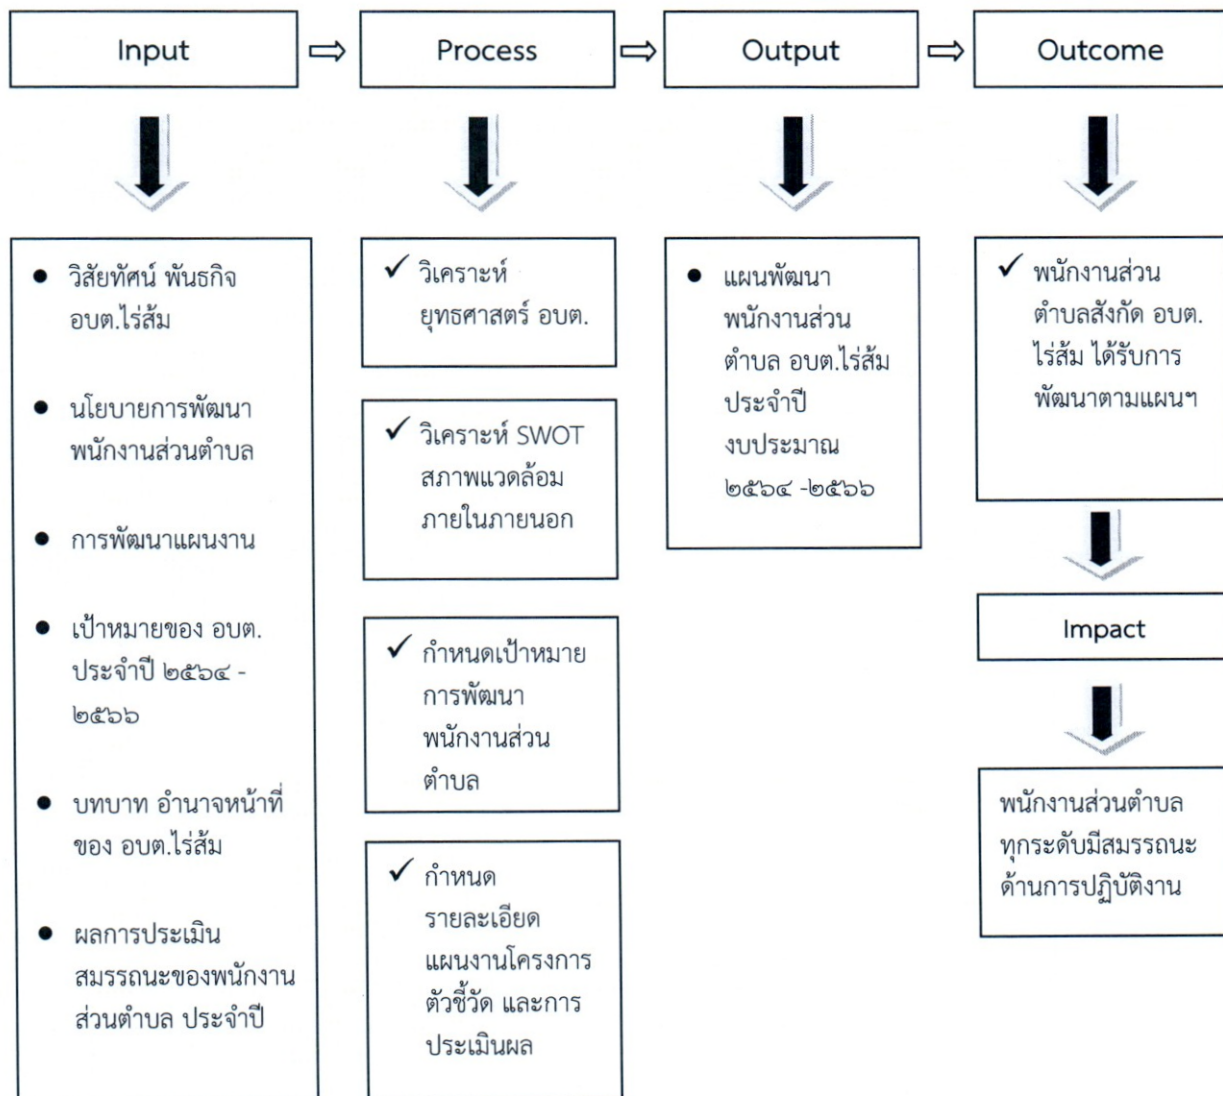 Input
Process
Output
Outcome
วิสัยทัศน์ พันธกิจ
อบต.ไร่ส้ม
นโยบายการพัฒนา
พนักงานส่วนตำบล
การพัฒนาแผนงาน
เป้าหมายของ อบต.
ประจำปี ๒๕๖๔ -
๒๕๖๖
บทบาท อำนาจหน้าที่
ของ อบต.ไร่ส้ม
ผลการประเมิน
สมรรถนะของพนักงาน
ส่วนตำบล ประจำปี
วิเคราะห์
ยุทธศาสตร์ อบต.
วิเคราะห์ SWOT
สภาพแวดล้อม
ภายในภายนอก
กำหนดเป้าหมาย
การพัฒนา
พนักงานส่วน
ตำบล
กำหนด
รายละเอียด
แผนงานโครงการ
ตัวชี้วัด และการ
ประเมินผล
แผนพัฒนา
พนักงานส่วน
ตำบล อบต.ไร่ส้ม
ประจำปี
งบประมาณ
๒๕๖๔ -๒๕๖๖
พนักงานส่วน
ตำบลสังกัด อบต.
ไร่ส้ม ได้รับการ
พัฒนาตามแผนฯ
Impact
พนักงานส่วนตำบล
ทุกระดับมีสมรรถนะ
ด้านการปฏิบัติงาน